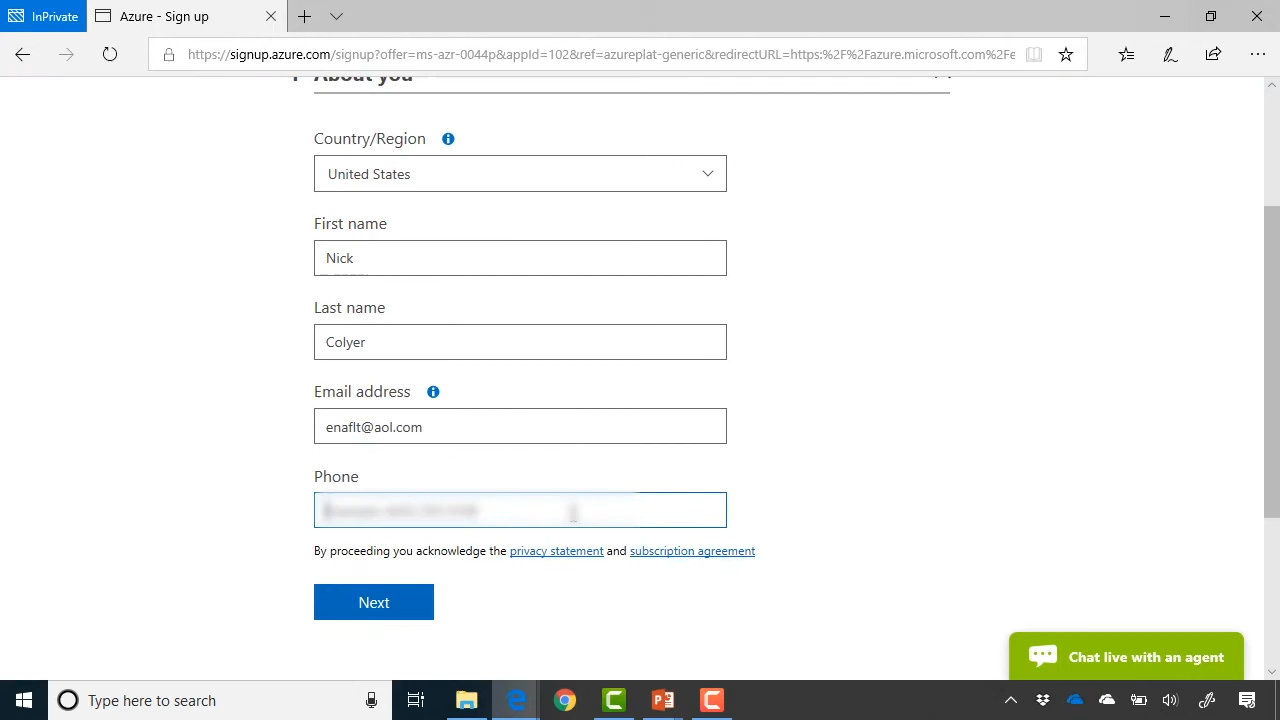 InPrivate
Azure - Sign up
https://signup.azure.com/signup?offer=ms-azr-0044p&appId=102&ref=azureplat-generic&redirectURL=https:%2F%2Fazure.microsoft.com%2Fe
About you
Country/Region
United States
First name
Nick
Last name
Colyer
Email address
enaflt@aol.com
Phone
By proceeding you acknowledge the privacy statement and subscription agreement
Next
Chat live with an agent
Type here to search